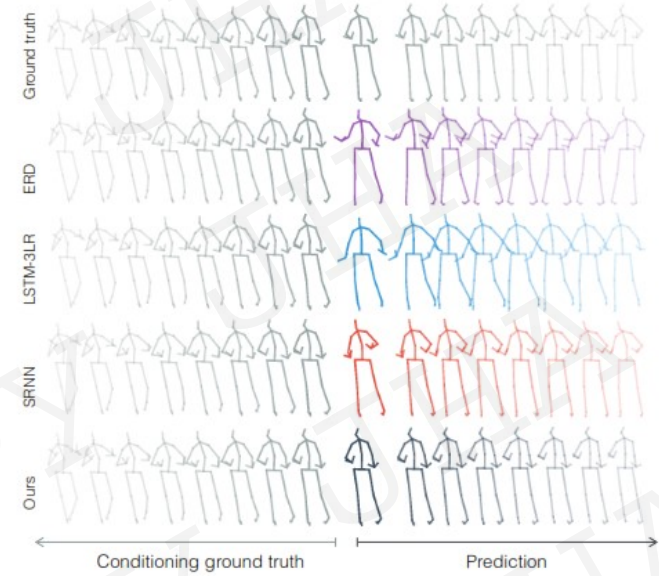 Ground truth
ERD
LSTM-3LR
SRNN
Ours
Conditioning ground truth
Prediction